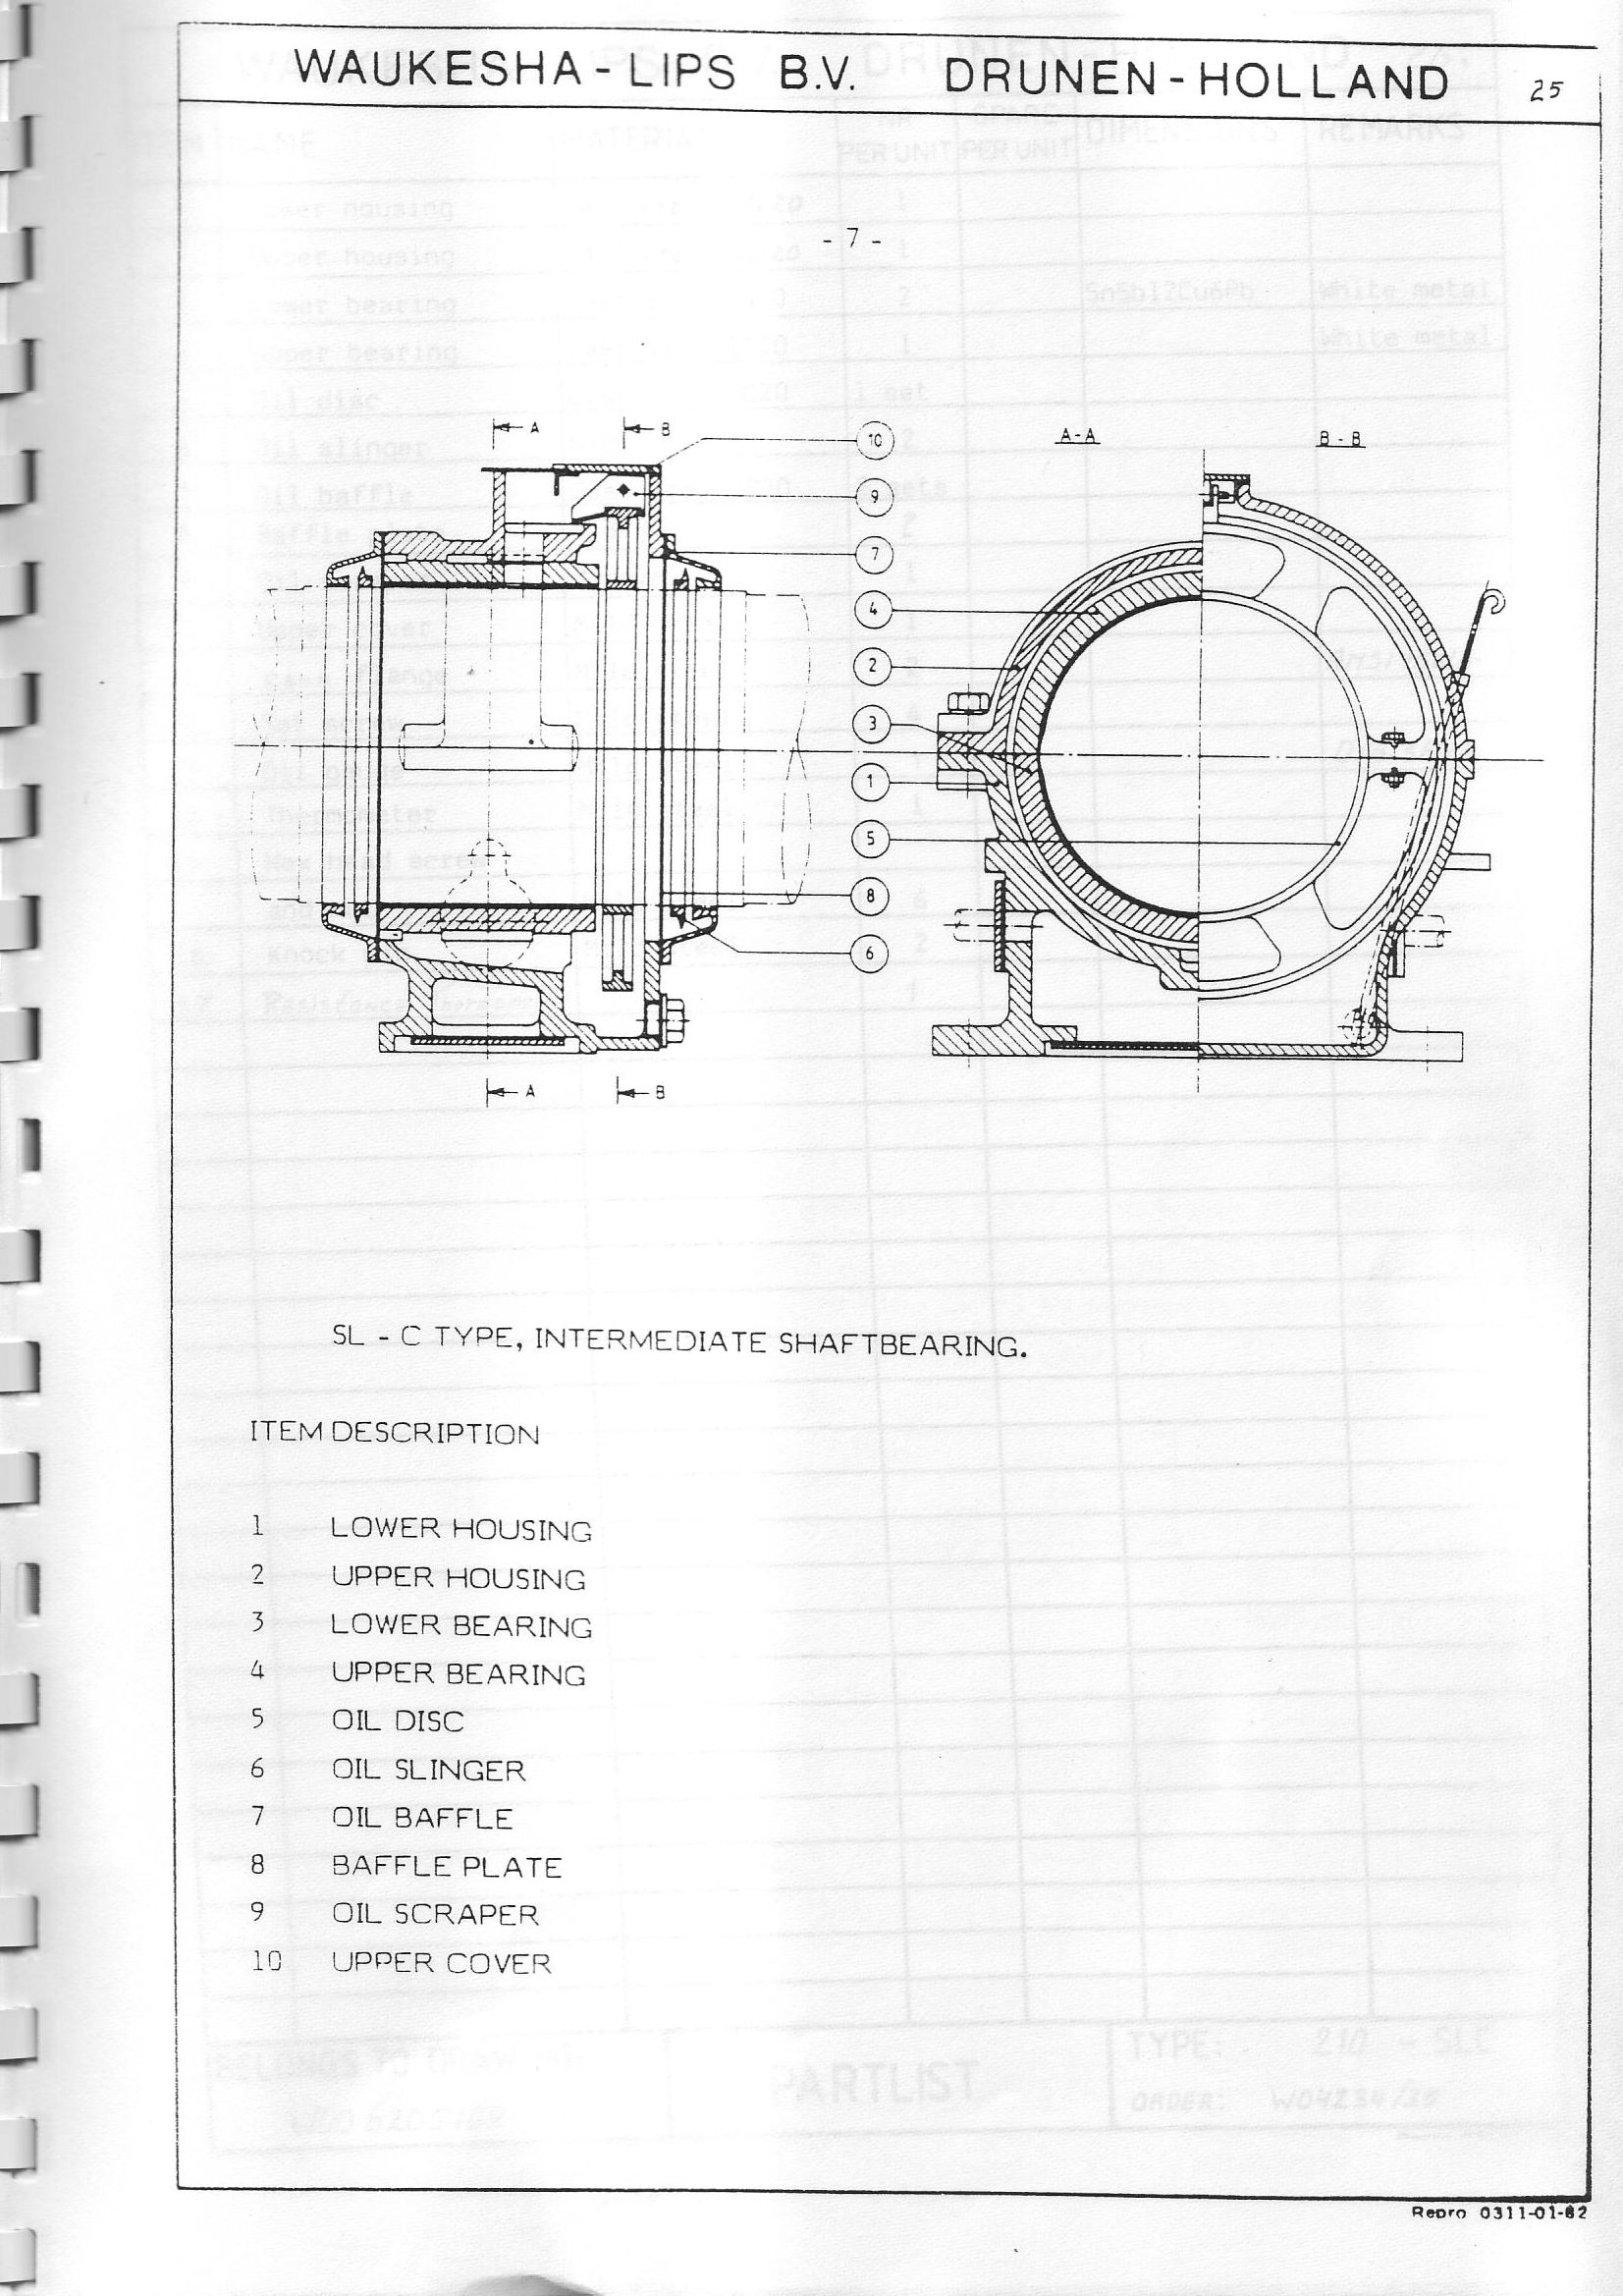 WAUKESHA - LIPS B.V. DRUNEN - HOLLAND 25
- 7 -
A B A-A B-B
10
9
7
4
2
3
1
5
8
6
A B
SL - C TYPE, INTERMEDIATE SHAFTBEARING.
ITEM DESCRIPTION
1 LOWER HOUSING
2 UPPER HOUSING
3 LOWER BEARING
4 UPPER BEARING
5 OIL DISC
6 OIL SLINGER
7 OIL BAFFLE
8 BAFFLE PLATE
9 OIL SCRAPER
10 UPPER COVER
Repro 0311-01-82